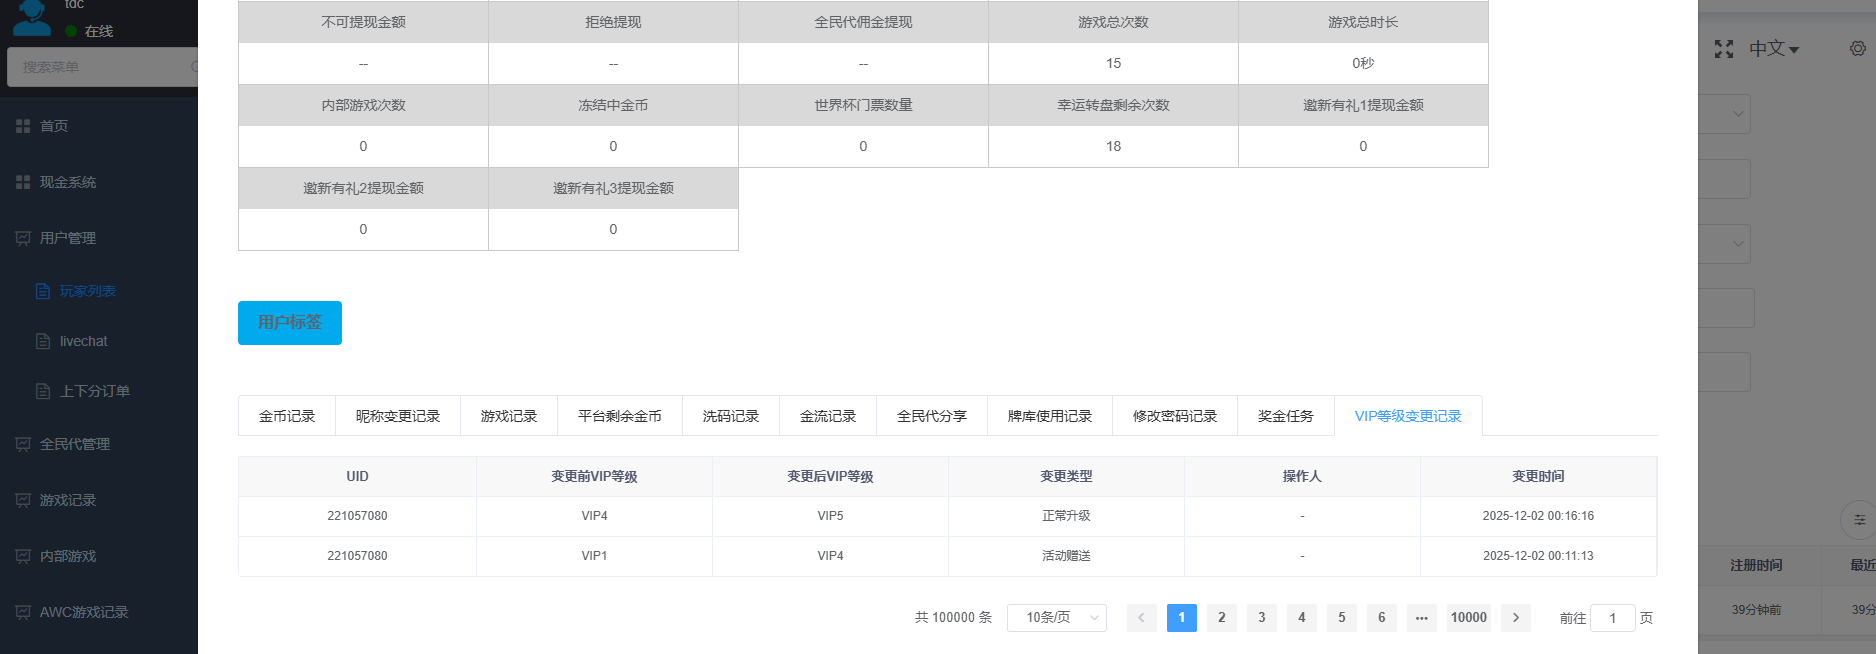 tdc
在线
搜索菜单
首页
现金系统
用户管理
玩家列表
livechat
上下分订单
全民代管理
游戏记录
内部游戏
AWC游戏记录
不可提现金额 拒绝提现 全民代佣金提现 游戏总次数 游戏总时长
-- -- -- 15 0秒
内部游戏次数 冻结中金币 世界杯门票数量 幸运转盘剩余次数 邀新有礼1提现金额
0 0 0 18 0
邀新有礼2提现金额 邀新有礼3提现金额
0 0
用户标签
金币记录 昵称变更记录 游戏记录 平台剩余金币 洗码记录 金流记录 全民代分享 牌库使用记录 修改密码记录 奖金任务 VIP等级变更记录
UID 变更前VIP等级 变更后VIP等级 变更类型 操作人 变更时间
221057080 VIP4 VIP5 正常升级 - 2025-12-02 00:16:16
221057080 VIP1 VIP4 活动赠送 - 2025-12-02 00:11:13
共 100000 条 10条/页 1 2 3 4 5 6 ••• 10000 前往 1 页
中文
注册时间 最近
39分钟前 39分